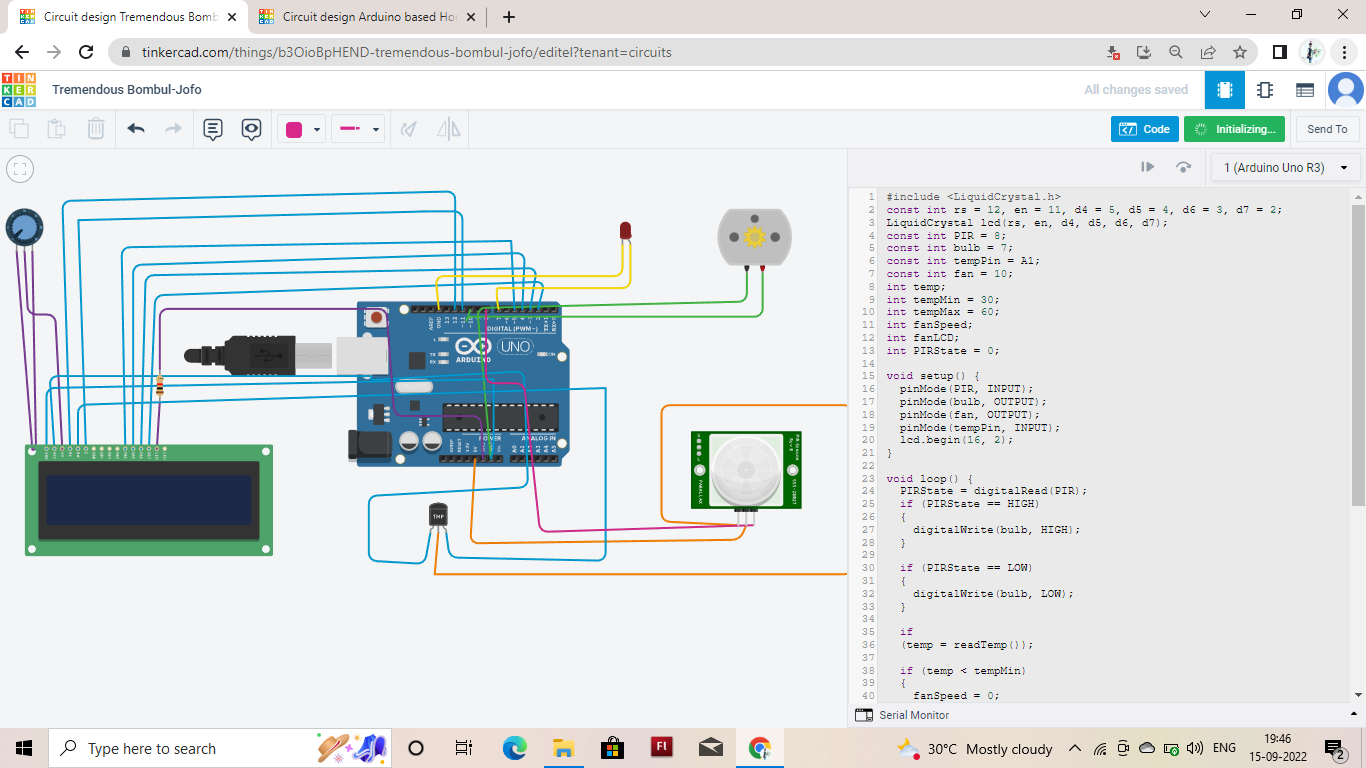 Circuit design Tremendous Bomb
Circuit design Arduino based Ho
tinkercad.com/things/b3OioBpHEND-tremendous-bombul-jofo/editel?tenant=circuits
TIN
KER
CAD
Tremendous Bombul-Jofo
All changes saved
Code
Initializing...
Send To
1 (Arduino Uno R3)
1 #include <LiquidCrystal.h>
2 const int rs = 12, en = 11, d4 = 5, d5 = 4, d6 = 3, d7 = 2;
3 LiquidCrystal lcd(rs, en, d4, d5, d6, d7);
4 const int PIR = 8;
5 const int bulb = 7;
6 const int tempPin = A1;
7 const int fan = 10;
8 int temp;
9 int tempMin = 30;
10 int tempMax = 60;
11 int fanSpeed;
12 int fanLCD;
13 int PIRState = 0;
14
15 void setup() {
16 pinMode(PIR, INPUT);
17 pinMode(bulb, OUTPUT);
18 pinMode(fan, OUTPUT);
19 pinMode(tempPin, INPUT);
20 lcd.begin(16, 2);
21 }
22
23 void loop() {
24 PIRState = digitalRead(PIR);
25 if (PIRState == HIGH)
26 {
27 digitalWrite(bulb, HIGH);
28 }
29
30 if (PIRState == LOW)
31 {
32 digitalWrite(bulb, LOW);
33 }
34
35 if
36 (temp = readTemp());
37
38 if (temp < tempMin)
39 {
40 fanSpeed = 0;
DIGITAL (PWM~)
UNO
ARDUINO
TX
RX
ON
POWER
ANALOG IN
TMP
PARALLAX
Serial Monitor
Type here to search
Fl
30°C Mostly cloudy
ENG
19:46
15-09-2022
2